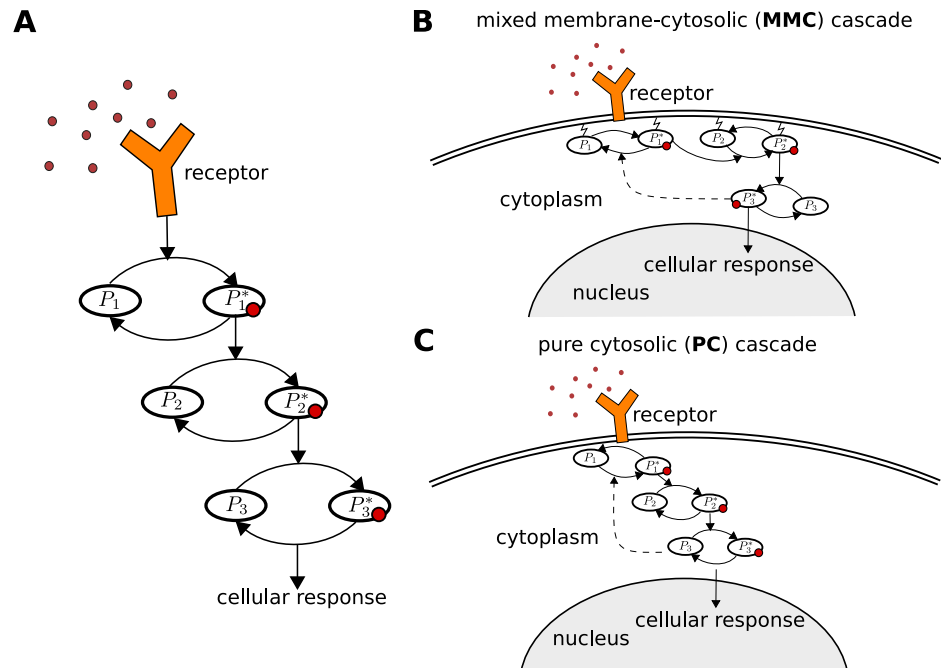 A
receptor
P₁
P₁*
P₂
P₂*
P₃
P₃*
cellular response
B
mixed membrane-cytosolic (MMC) cascade
receptor
P₁
P₁*
P₂
P₂*
cytoplasm
P₃*
P₃
cellular response
nucleus
C
pure cytosolic (PC) cascade
receptor
P₁
P₁*
P₂
P₂*
cytoplasm
P₃
P₃*
cellular response
nucleus